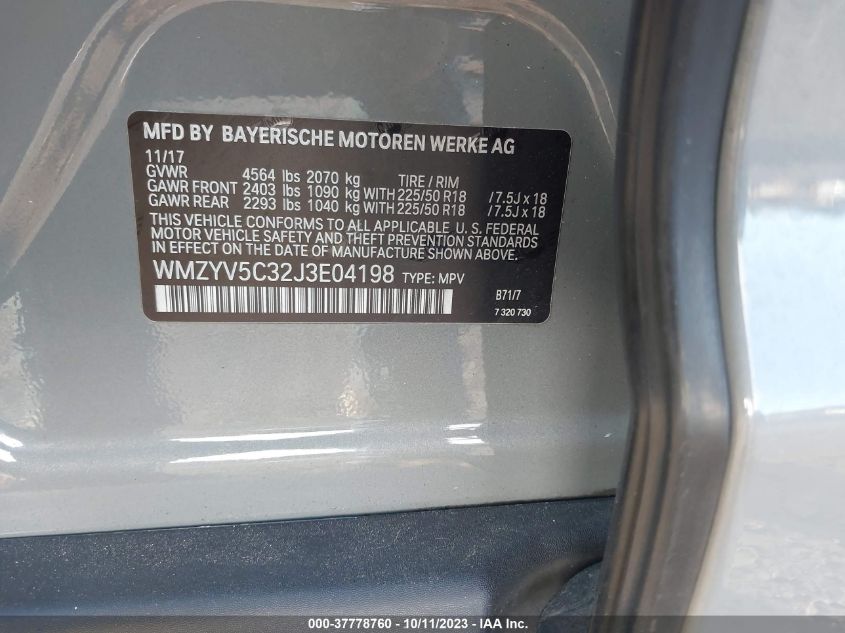 MFD BY BAYERISCHE MOTOREN WERKE AG
11/17
GVWR 4564 lbs 2070 kg TIRE / RIM
GAWR FRONT 2403 lbs 1090 kg WITH 225/50 R18 /7.5J x 18
GAWR REAR 2293 lbs 1040 kg WITH 225/50 R18 /7.5J x 18
THIS VEHICLE CONFORMS TO ALL APPLICABLE U. S. FEDERAL
MOTOR VEHICLE SAFETY AND THEFT PREVENTION STANDARDS
IN EFFECT ON THE DATE OF MANUFACTURE SHOWN ABOVE.
WMZYV5C32J3E04198 TYPE: MPV
B71/7
7 320 730
000-37778760 - 10/11/2023 - IAA Inc.